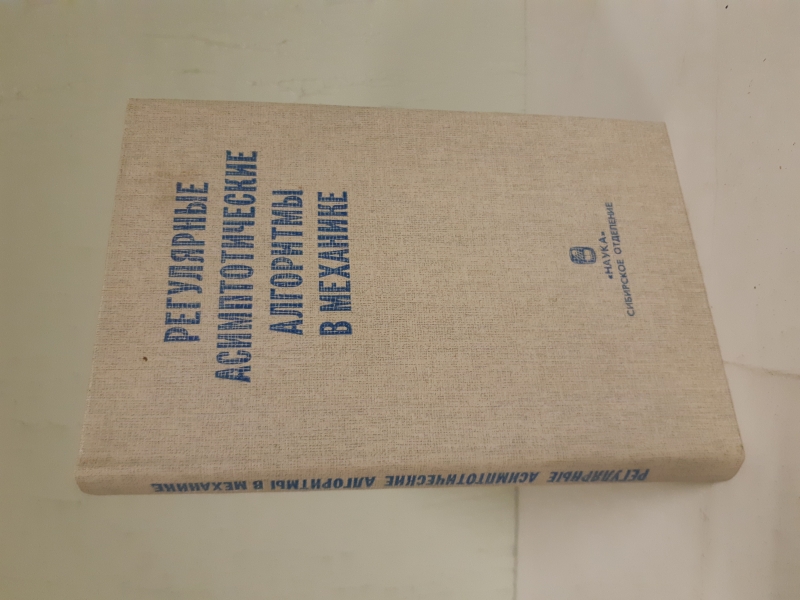 РЕГУЛЯРНЫЕ
АСИМПТОТИЧЕСКИЕ
АЛГОРИТМЫ
В МЕХАНИКЕ
«НАУКА»
СИБИРСКОЕ ОТДЕЛЕНИЕ
РЕГУЛЯРНЫЕ АСИМПТОТИЧЕСКИЕ АЛГОРИТМЫ В МЕХАНИКЕ